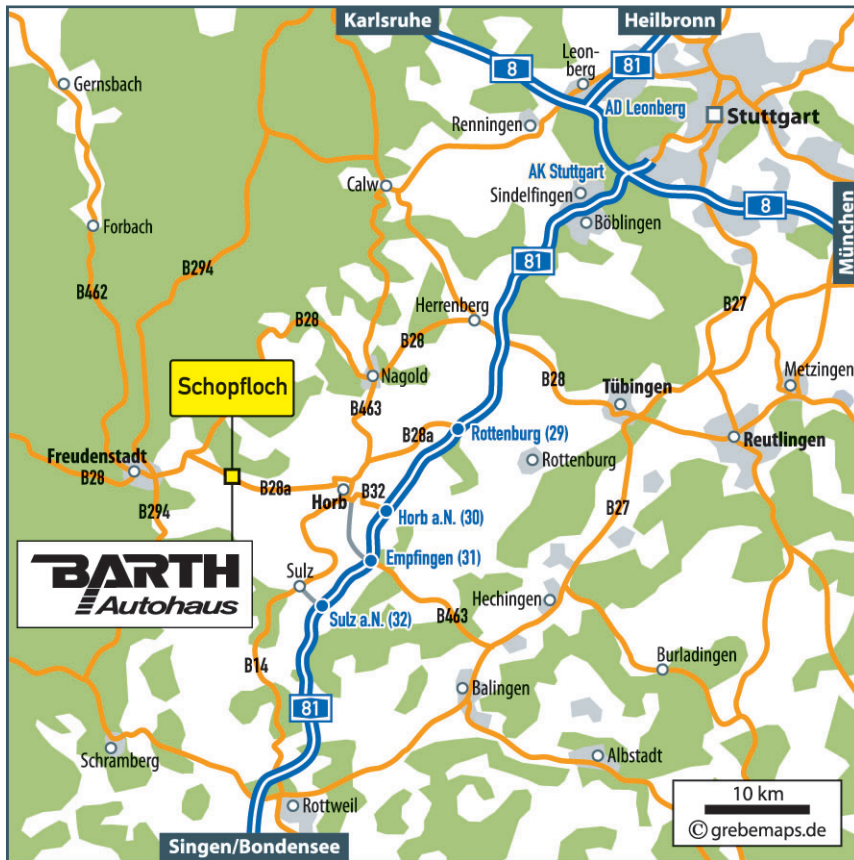 Karlsruhe
Heilbronn
8
81
Leon-
berg
AD Leonberg
Gernsbach
Renningen
Stuttgart
AK Stuttgart
Calw
Sindelfingen
8
München
Forbach
Böblingen
81
B294
B462
Herrenberg
B27
B28
B28
Schopfloch
Nagold
B28
Metzingen
Tübingen
B463
B28a
Rottenburg (29)
Reutlingen
Freudenstadt
Rottenburg
B28
B28a
Horb
B32
B27
B294
Horb a.N. (30)
BARTH
Autohaus
Empfingen (31)
Sulz
Hechingen
Sulz a.N. (32)
B463
Burladingen
B14
Balingen
81
Schramberg
Albstadt
10 km
Rottweil
© grebemaps.de
Singen/Bondensee